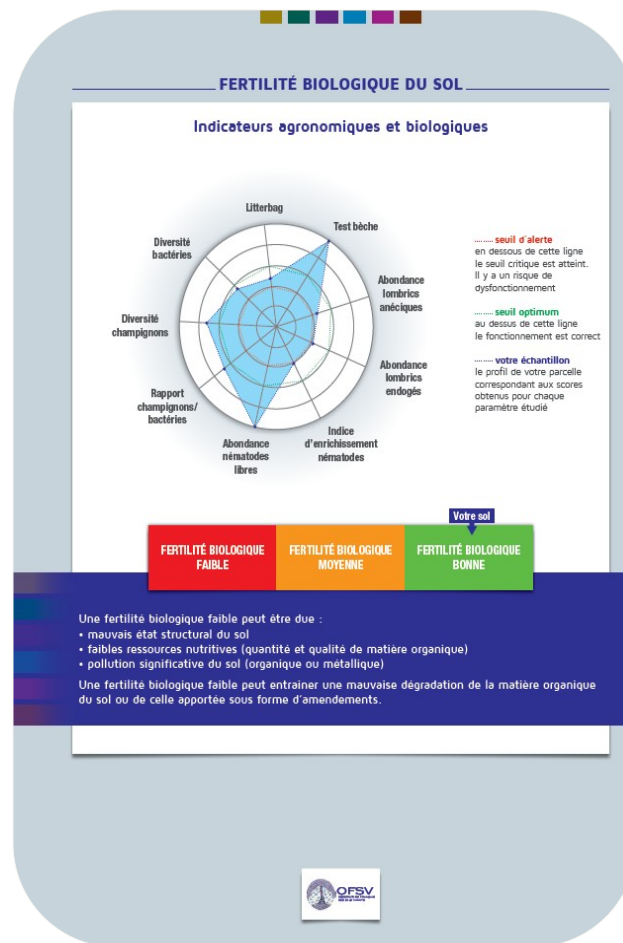 FERTILITÉ BIOLOGIQUE DU SOL
Indicateurs agronomiques et biologiques
Litterbag
Test bèche
Diversité
bactéries
Abondance
lombrics
anéciques
Diversité
champignons
Abondance
lombrics
endogés
Rapport
champignons/
bactéries
Abondance
nématodes
libres
Indice
d'enrichissement
nématodes
........ seuil d'alerte
en dessous de cette ligne
le seuil critique est atteint.
Il y a un risque de
dysfonctionnement
........ seuil optimum
au dessus de cette ligne
le fonctionnement est correct
........ votre échantillon
le profil de votre parcelle
correspondant aux scores
obtenus pour chaque
paramètre étudié
Votre sol
FERTILITÉ BIOLOGIQUE
FAIBLE
FERTILITÉ BIOLOGIQUE
MOYENNE
FERTILITÉ BIOLOGIQUE
BONNE
Une fertilité biologique faible peut être due :
• mauvais état structural du sol
• faibles ressources nutritives (quantité et qualité de matière organique)
• pollution significative du sol (organique ou métallique)
Une fertilité biologique faible peut entrainer une mauvaise dégradation de la matière organique
du sol ou de celle apportée sous forme d'amendements.
OFSV